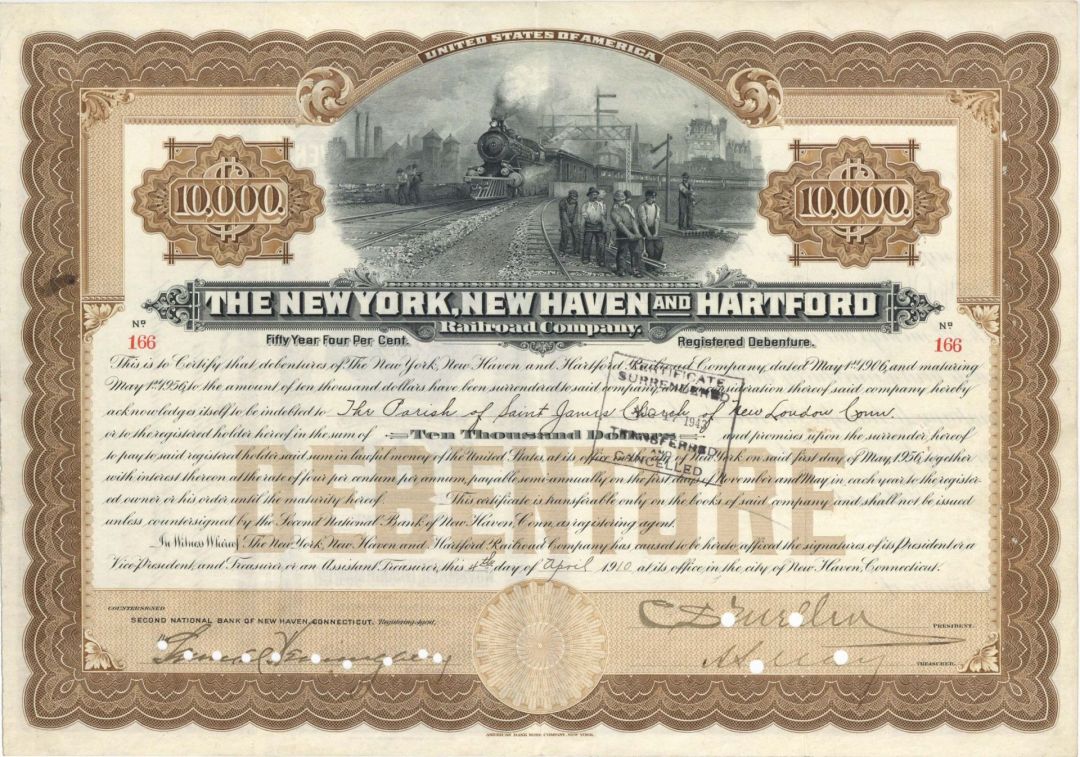 UNITED STATES OF AMERICA
10,000. 10,000.
THE NEW YORK, NEW HAVEN AND HARTFORD
Railroad Company.
Nº 166 Nº 166
Fifty Year Four Per Cent. Registered Debenture.
This is to Certify that debentures of The New York, New Haven and Hartford Railroad Company, dated May 1st 1906, and maturing
May 1st 1956, to the amount of ten thousand dollars have been surrendred to said company, in consideration thereof said company hereby
acknowledges itself to be indebted to The Parish of Saint James Church of New London Conn.
or to the registered holder hereof in the sum of Ten Thousand Dollars and promises upon the surrender hereof
to pay to said registered holder said sum in lawful money of the United States, at its office in the city of New York on said first day of May, 1956, together
with interest thereon at the rate of four per centum per annum, payable semi-annually on the first days of November and May in each year to the register-
ed owner or his order until the maturity hereof. This certificate is transferable only on the books of said company and shall not be issued
unless countersigned by the Second National Bank of New Haven, Conn., as registering agent.
In Witness Whereof, The New York, New Haven and Hartford Railroad Company has caused to be hereto affixed the signatures of its President or a
Vice President, and Treasurer or an Assistant Treasurer, this 4th day of April 1910 at its office in the city of New Haven, Connecticut.
DEBENTURE
CERTIFICATE
SURRENDERED
17 1947
TRANSFERRED
AND
CANCELLED
COUNTERSIGNED
SECOND NATIONAL BANK OF NEW HAVEN, CONNECTICUT. Registering Agent,
PRESIDENT.
TREASURER.
AMERICAN BANK NOTE COMPANY, NEW YORK.